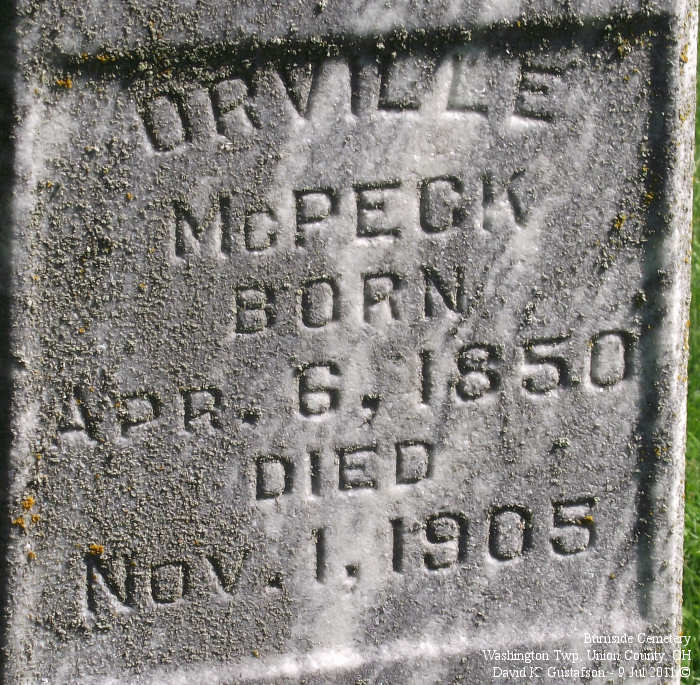 ORVILLE
McPECK
BORN
APR. 6, 1850
DIED
NOV. 1, 1905
Burnside Cemetery
Washington Twp, Union County, OH
David K. Gustafson - 9 Jul 2011 ©